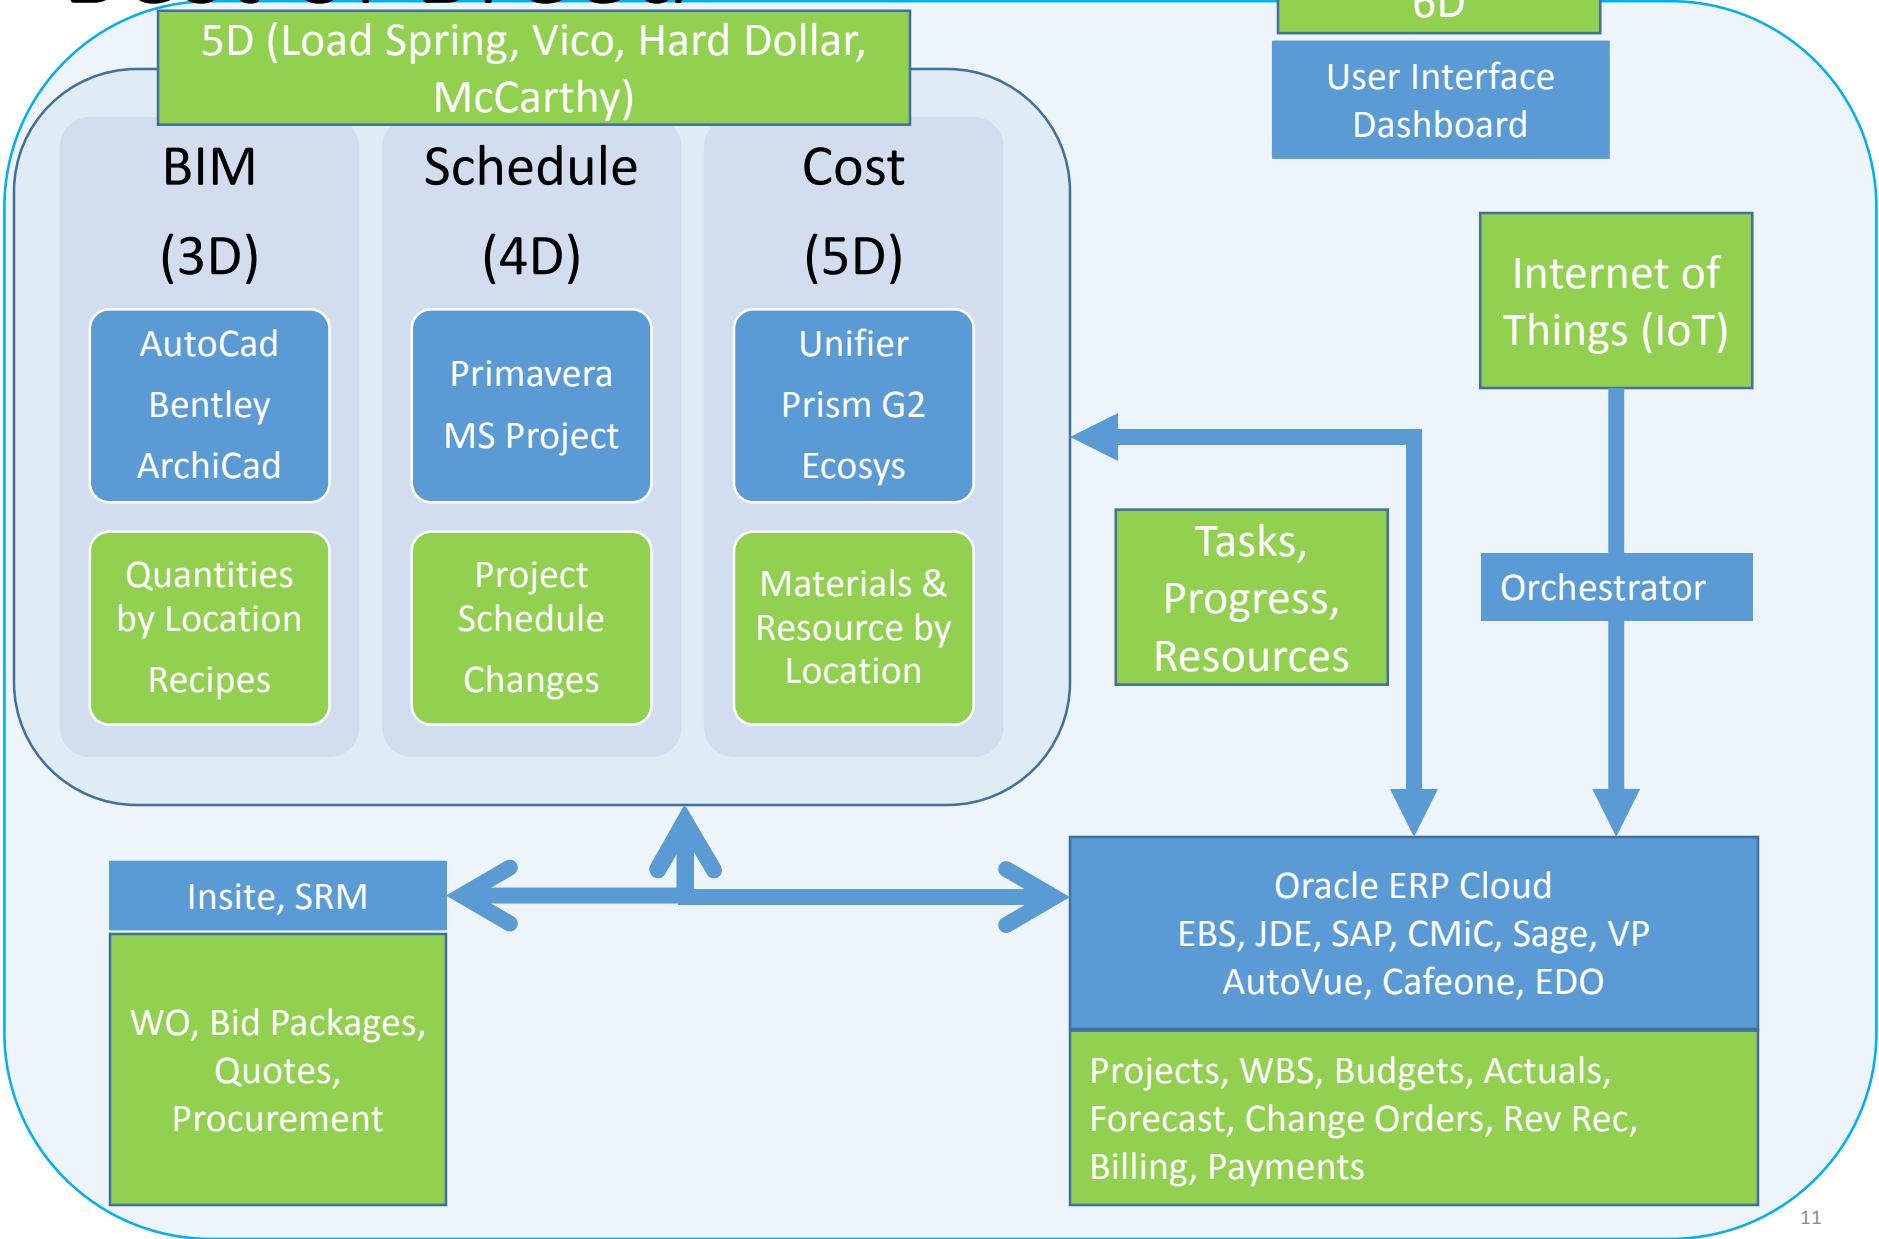 Best of Breed
5D (Load Spring, Vico, Hard Dollar,
McCarthy)
6D
User Interface
Dashboard
BIM
(3D)
AutoCad
Bentley
ArchiCad
Quantities
by Location
Recipes
Schedule
(4D)
Primavera
MS Project
Project
Schedule
Changes
Cost
(5D)
Unifier
Prism G2
Ecosys
Materials &
Resource by
Location
Internet of
Things (IoT)
Tasks,
Progress,
Resources
Orchestrator
Insite, SRM
WO, Bid Packages,
Quotes,
Procurement
Oracle ERP Cloud
EBS, JDE, SAP, CMiC, Sage, VP
AutoVue, Cafeone, EDO
Projects, WBS, Budgets, Actuals,
Forecast, Change Orders, Rev Rec,
Billing, Payments
11